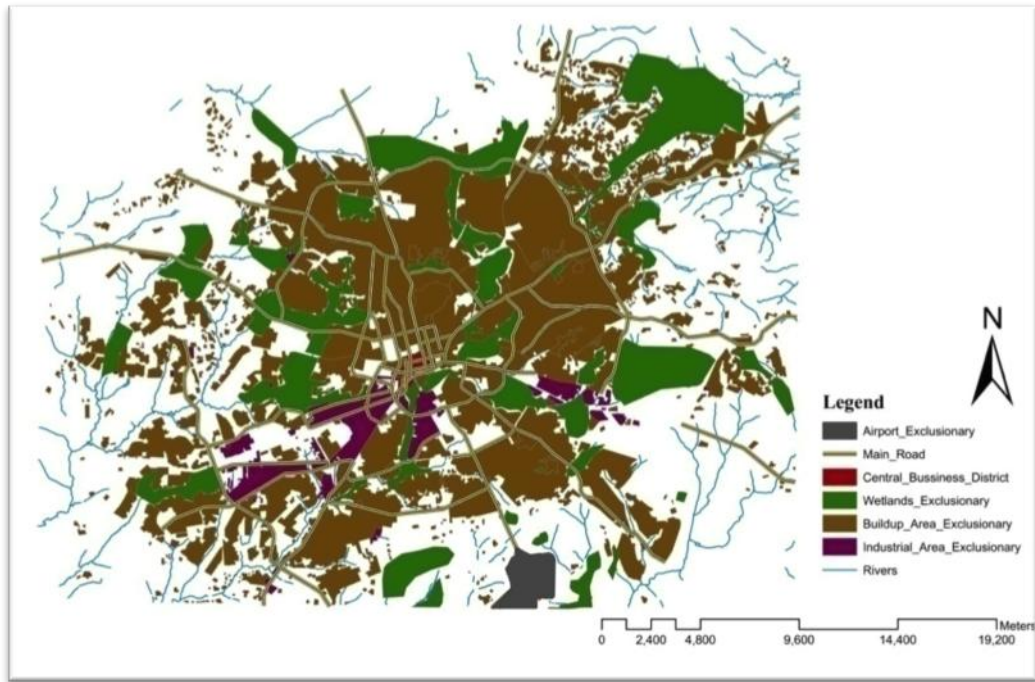 N
Legend
Airport_Exclusionary
Main_Road
Central_Bussiness_District
Wetlands_Exclusionary
Buildup_Area_Exclusionary
Industrial_Area_Exclusionary
Rivers
Meters
0 2,400 4,800 9,600 14,400 19,200